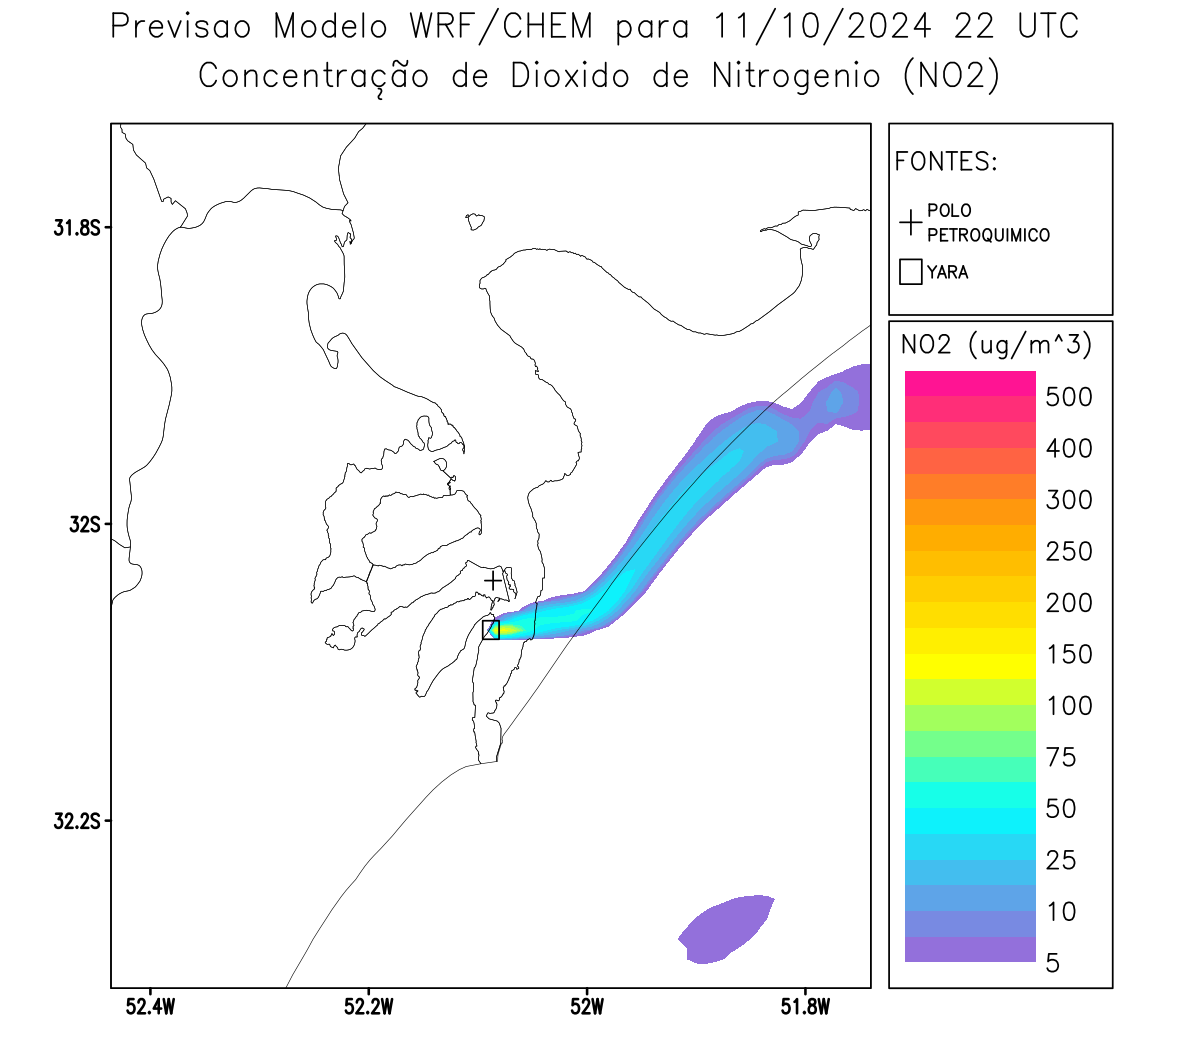 Previsao Modelo WRF/CHEM para 11/10/2024 22 UTC
Concentração de Dioxido de Nitrogenio (NO2)
FONTES:
POLO
PETROQUIMICO
YARA
NO2 (ug/m^3)
500
400
300
250
200
150
100
75
50
25
10
5
31.8S
32S
32.2S
52.4W
52.2W
52W
51.8W